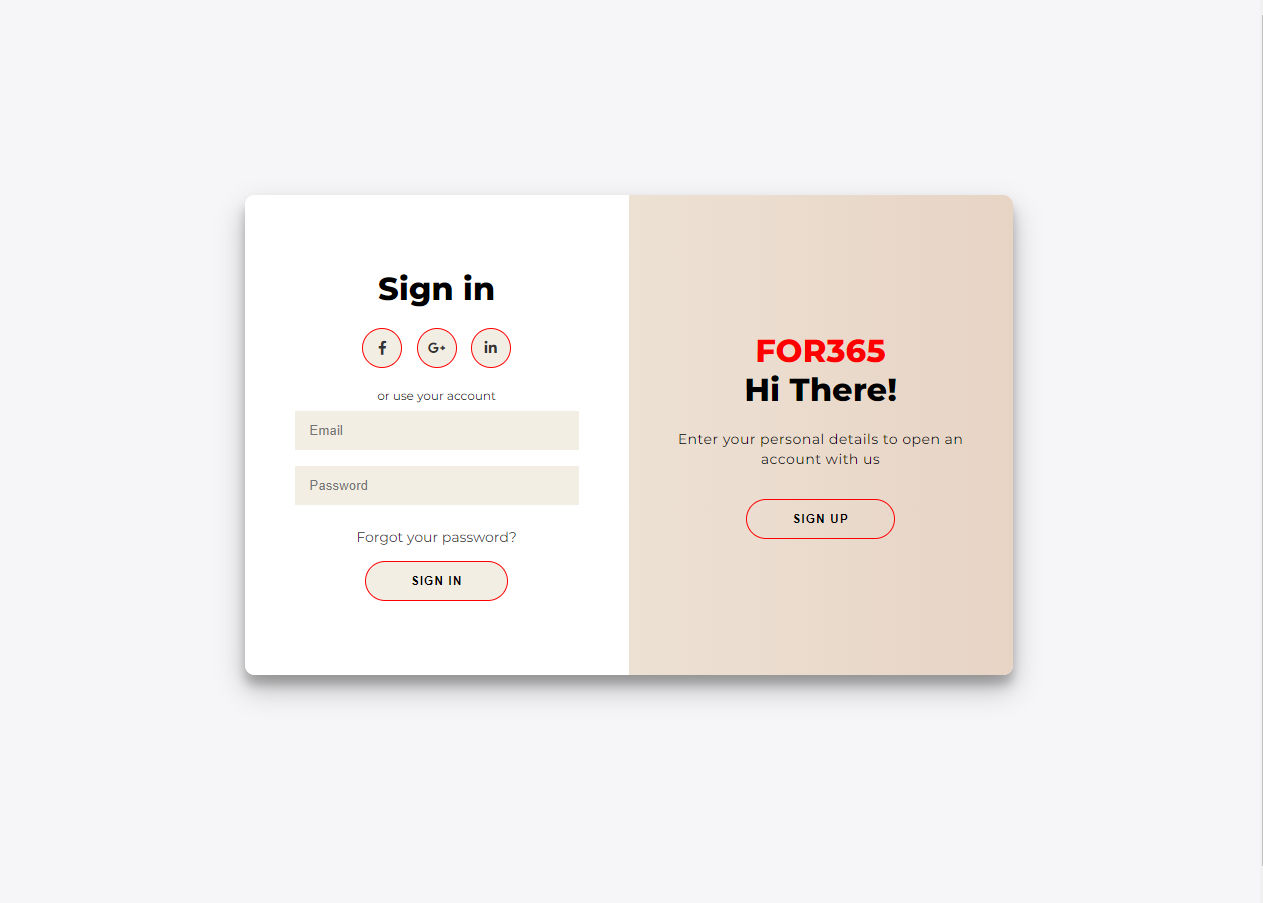 Sign in
f
G+
in
or use your account
Email
Password
Forgot your password?
SIGN IN
FOR365
Hi There!
Enter your personal details to open an
account with us
SIGN UP